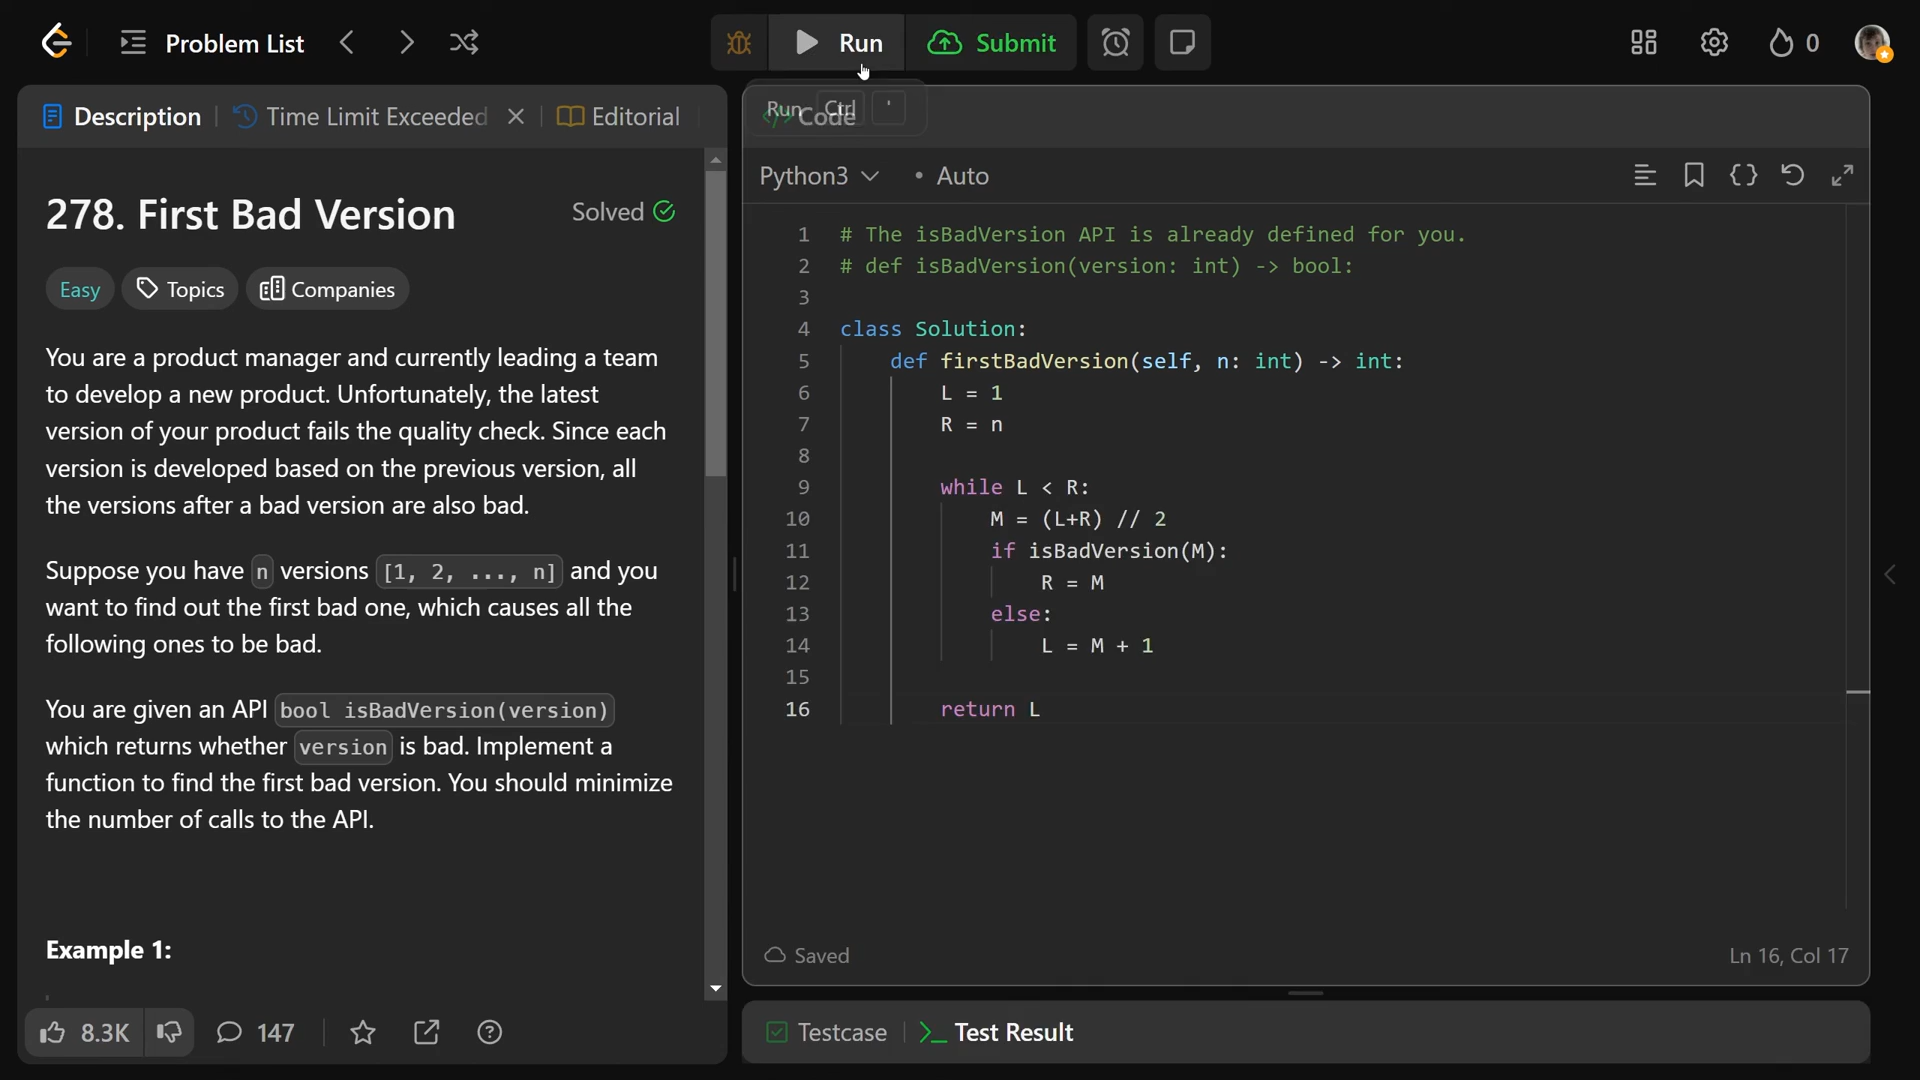 Problem List
Run
Submit
0
Description
Time Limit Exceeded
Editorial
278. First Bad Version
Solved
Easy
Topics
Companies
You are a product manager and currently leading a team
to develop a new product. Unfortunately, the latest
version of your product fails the quality check. Since each
version is developed based on the previous version, all
the versions after a bad version are also bad.
Suppose you have n versions [1, 2, ..., n] and you
want to find out the first bad one, which causes all the
following ones to be bad.
You are given an API bool isBadVersion(version)
which returns whether version is bad. Implement a
function to find the first bad version. You should minimize
the number of calls to the API.
Example 1:
8.3K
147
Run Ctrl '
</> Code
Python3
• Auto
1 # The isBadVersion API is already defined for you.
2 # def isBadVersion(version: int) -> bool:
3
4 class Solution:
5 def firstBadVersion(self, n: int) -> int:
6 L = 1
7 R = n
8
9 while L < R:
10 M = (L+R) // 2
11 if isBadVersion(M):
12 R = M
13 else:
14 L = M + 1
15
16 return L
Saved
Ln 16, Col 17
Testcase
Test Result